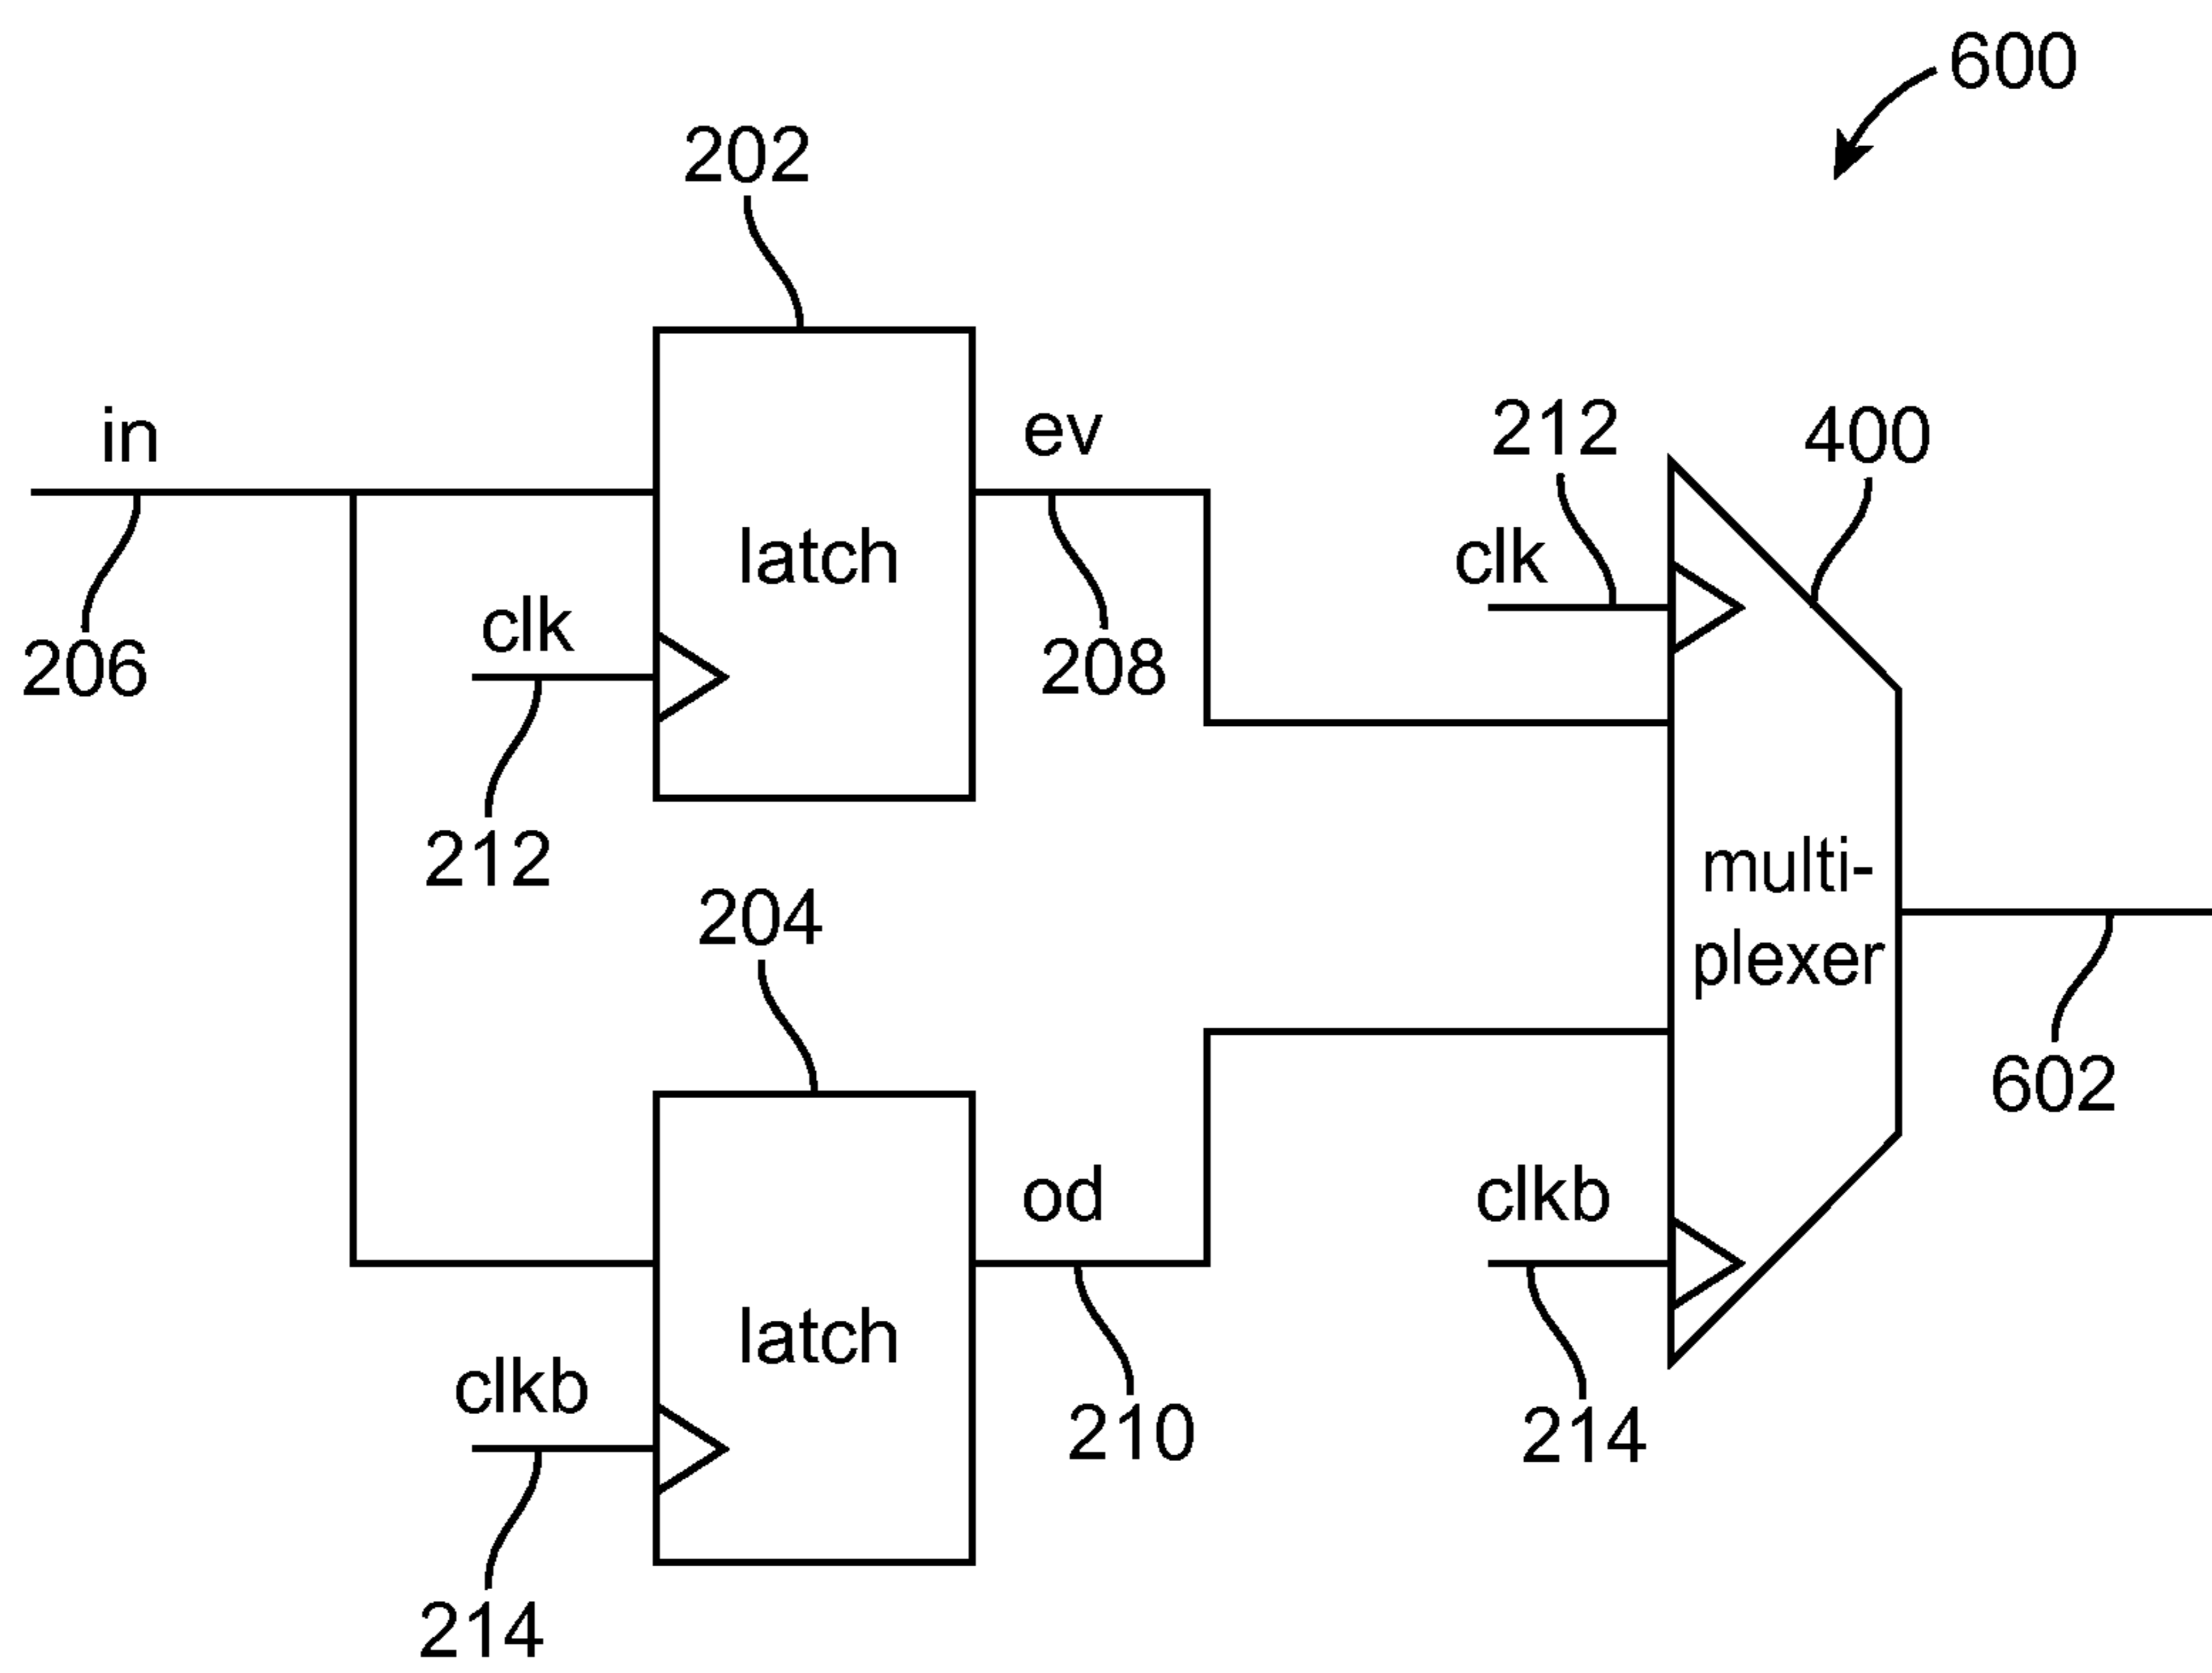 600
202
in
ev
212
400
clk
latch
clk
206
208
212
multi-
plexer
204
602
od
clkb
latch
clkb
210
214
214